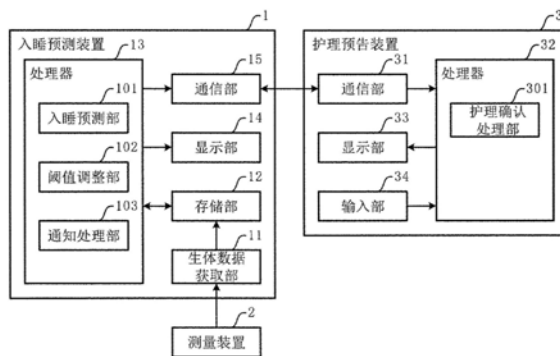 1
入睡预测装置
13
处理器
101
入睡预测部
102
阈值调整部
103
通知处理部
15
通信部
14
显示部
12
存储部
11
生体数据
获取部
2
测量装置
3
护理预告装置
31
通信部
33
显示部
34
输入部
32
处理器
301
护理确认
处理部